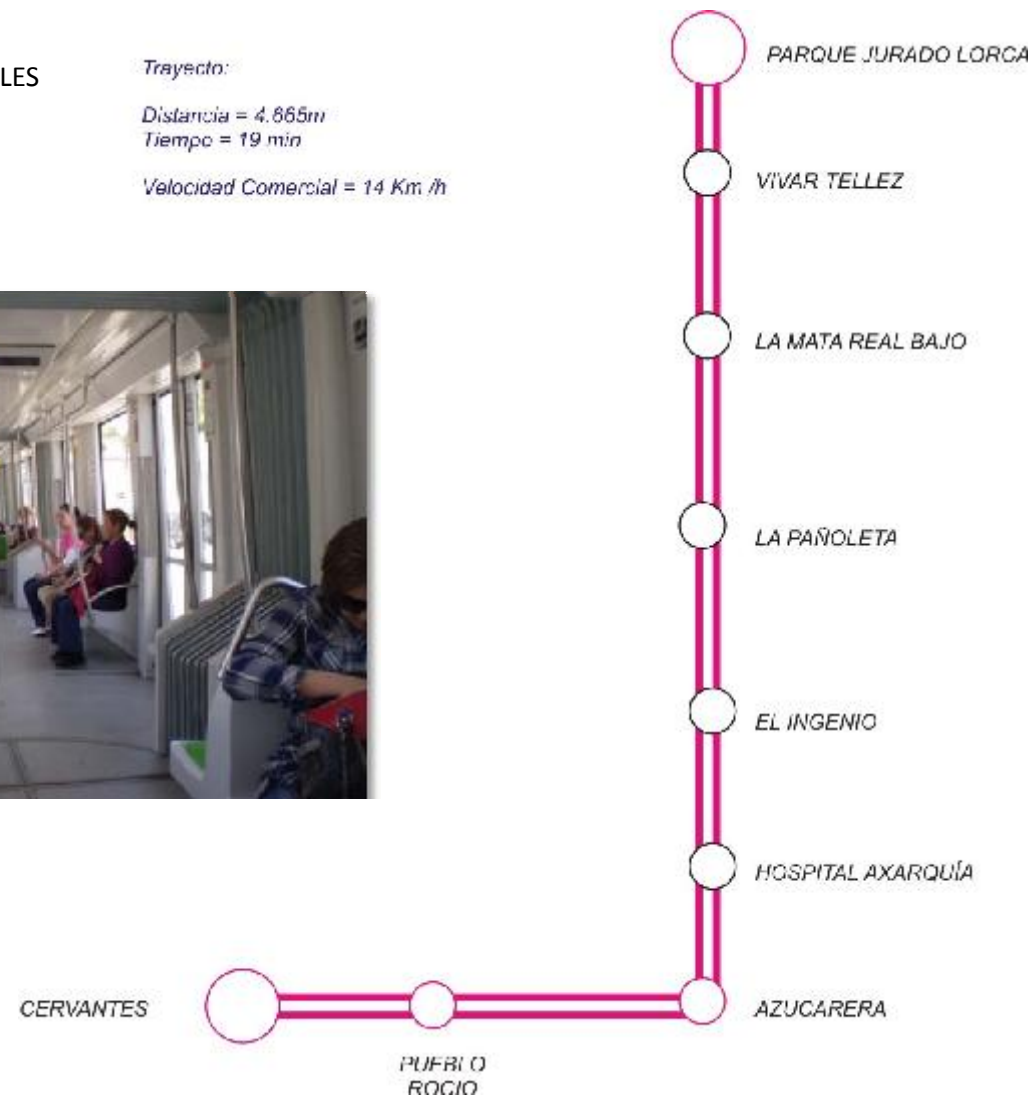 LES
Trayecto:
Distancia = 4.665m
Tiempo = 19 min
Velocidad Comercial = 14 Km /h
PARQUE JURADO LORCA
VIVAR TELLEZ
LA MATA REAL BAJO
LA PAÑOLETA
EL INGENIO
HOSPITAL AXARQUÍA
CERVANTES
AZUCARERA
PUEBLO
ROCIO